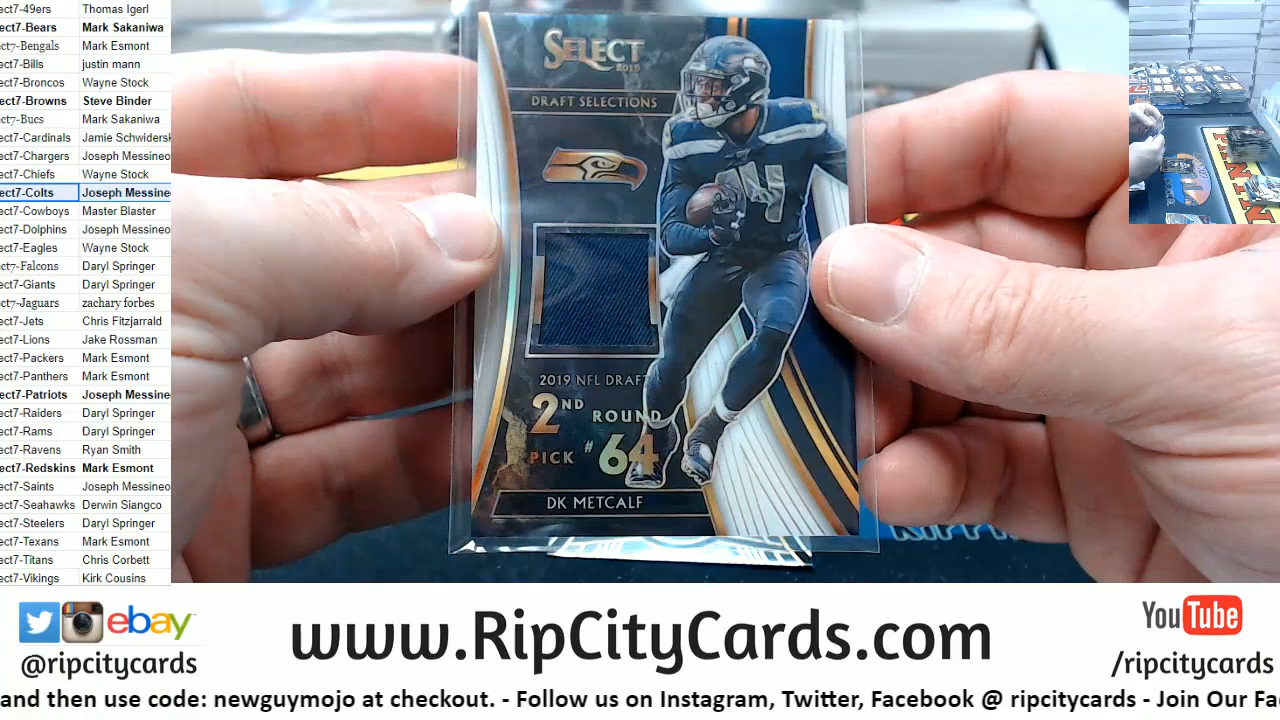 ect7-49ers Thomas Igerl
ect7-Bears Mark Sakaniwa
ect7-Bengals Mark Esmont
ect7-Bills justin mann
ect7-Broncos Wayne Stock
ect7-Browns Steve Binder
ect7-Bucs Mark Sakaniwa
ect7-Cardinals Jamie Schwidersk
ect7-Chargers Joseph Messineo
ect7-Chiefs Wayne Stock
ect7-Colts Joseph Messine
ect7-Cowboys Master Blaster
ect7-Dolphins Joseph Messineo
ect7-Eagles Wayne Stock
ect7-Falcons Daryl Springer
ect7-Giants Daryl Springer
ect7-Jaguars zachary forbes
ect7-Jets Chris Fitzjarrald
ect7-Lions Jake Rossman
ect7-Packers Mark Esmont
ect7-Panthers Mark Esmont
ect7-Patriots Joseph Messine
ect7-Raiders Daryl Springer
ect7-Rams Daryl Springer
ect7-Ravens Ryan Smith
ect7-Redskins Mark Esmont
ect7-Saints Joseph Messineo
ect7-Seahawks Derwin Siangco
ect7-Steelers Daryl Springer
ect7-Texans Mark Esmont
ect7-Titans Chris Corbett
ect7-Vikings Kirk Cousins
SELECT
DRAFT SELECTIONS
14
2019 NFL DRAFT
2ND ROUND
PICK #64
DK METCALF
ebay
@ripcitycards
www.RipCityCards.com
YouTube
/ripcitycards
and then use code: newguymojo at checkout. - Follow us on Instagram, Twitter, Facebook @ ripcitycards - Join Our Fa